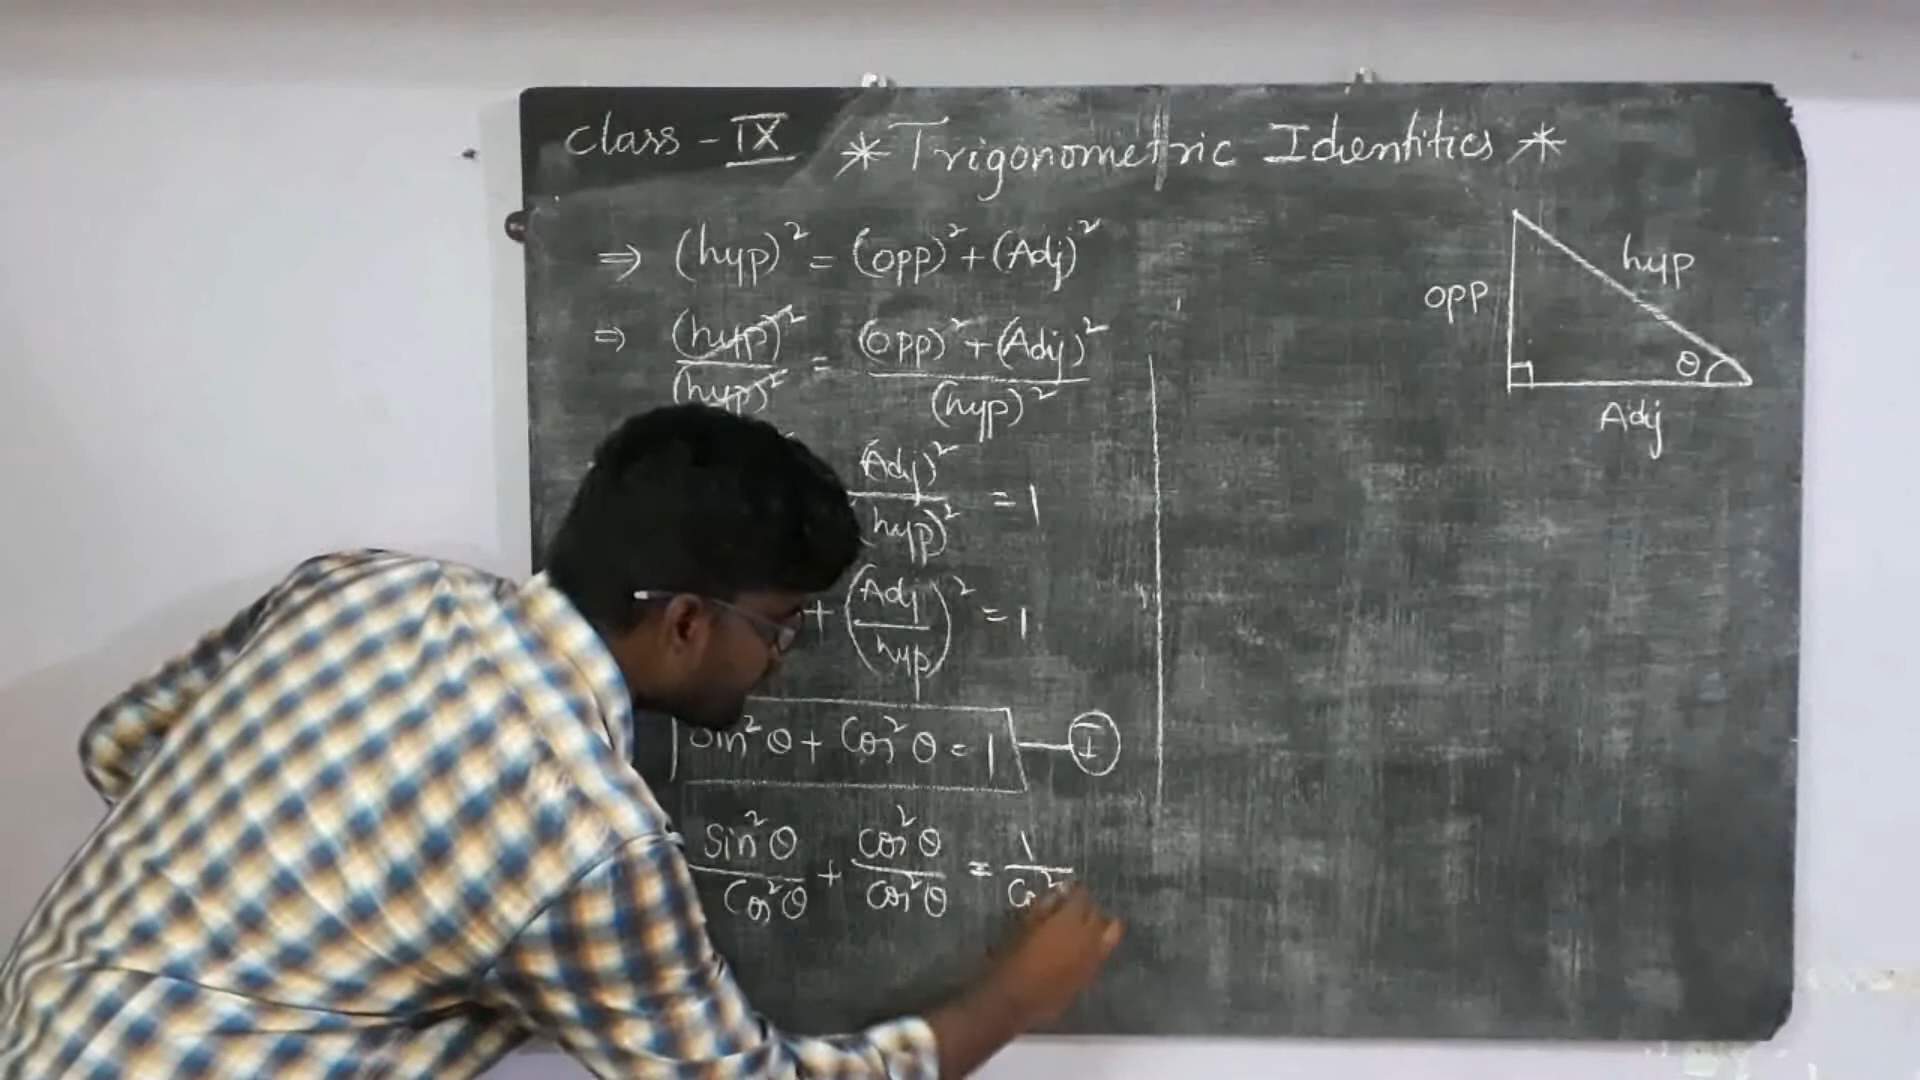 Class - IX * Trigonometric Identities *
⇒ (hyp)² = (opp)² + (Adj)²
⇒ (hyp)² / (hyp)² = (opp)² + (Adj)² / (hyp)²
(Adj)² / (hyp)² = 1
+ (Adj / hyp)² = 1
Sin²θ + Cos²θ = 1 — I
Sin²θ / Cos²θ + Cos²θ / Cos²θ = 1 / Cos²
opp
hyp
θ
Adj